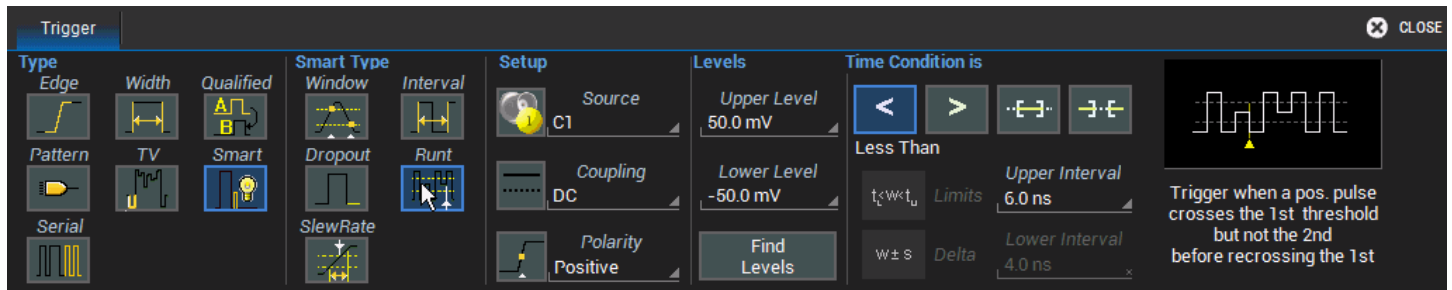 Trigger
CLOSE
Type
Edge
Width
Qualified
A
B
Pattern
TV
Smart
Serial
Smart Type
Window
Interval
Dropout
Runt
SlewRate
Setup
Source
1
C1
Coupling
DC
Polarity
Positive
Levels
Upper Level
50.0 mV
Lower Level
-50.0 mV
Find
Levels
Time Condition is
<
>
Less Than
tL<w<tu
Limits
Upper Interval
6.0 ns
w±s
Delta
Lower Interval
4.0 ns
Trigger when a pos. pulse
crosses the 1st threshold
but not the 2nd
before recrossing the 1st